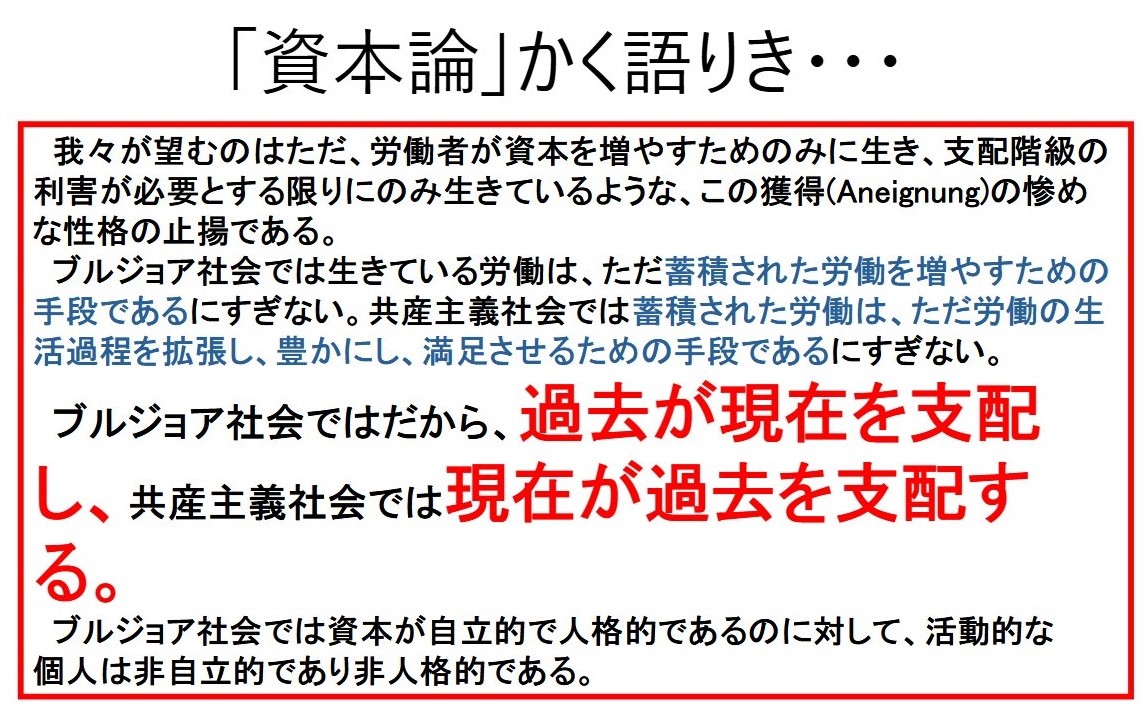 「資本論」かく語りき・・・
我々が望むのはただ、労働者が資本を増やすためのみに生き、支配階級の
利害が必要とする限りにのみ生きているような、この獲得(Aneignung)の惨め
な性格の止揚である。
ブルジョア社会では生きている労働は、ただ蓄積された労働を増やすための
手段であるにすぎない。共産主義社会では蓄積された労働は、ただ労働の生
活過程を拡張し、豊かにし、満足させるための手段であるにすぎない。
ブルジョア社会ではだから、過去が現在を支配
し、共産主義社会では現在が過去を支配す
る。
ブルジョア社会では資本が自立的で人格的であるのに対して、活動的な
個人は非自立的であり非人格的である。